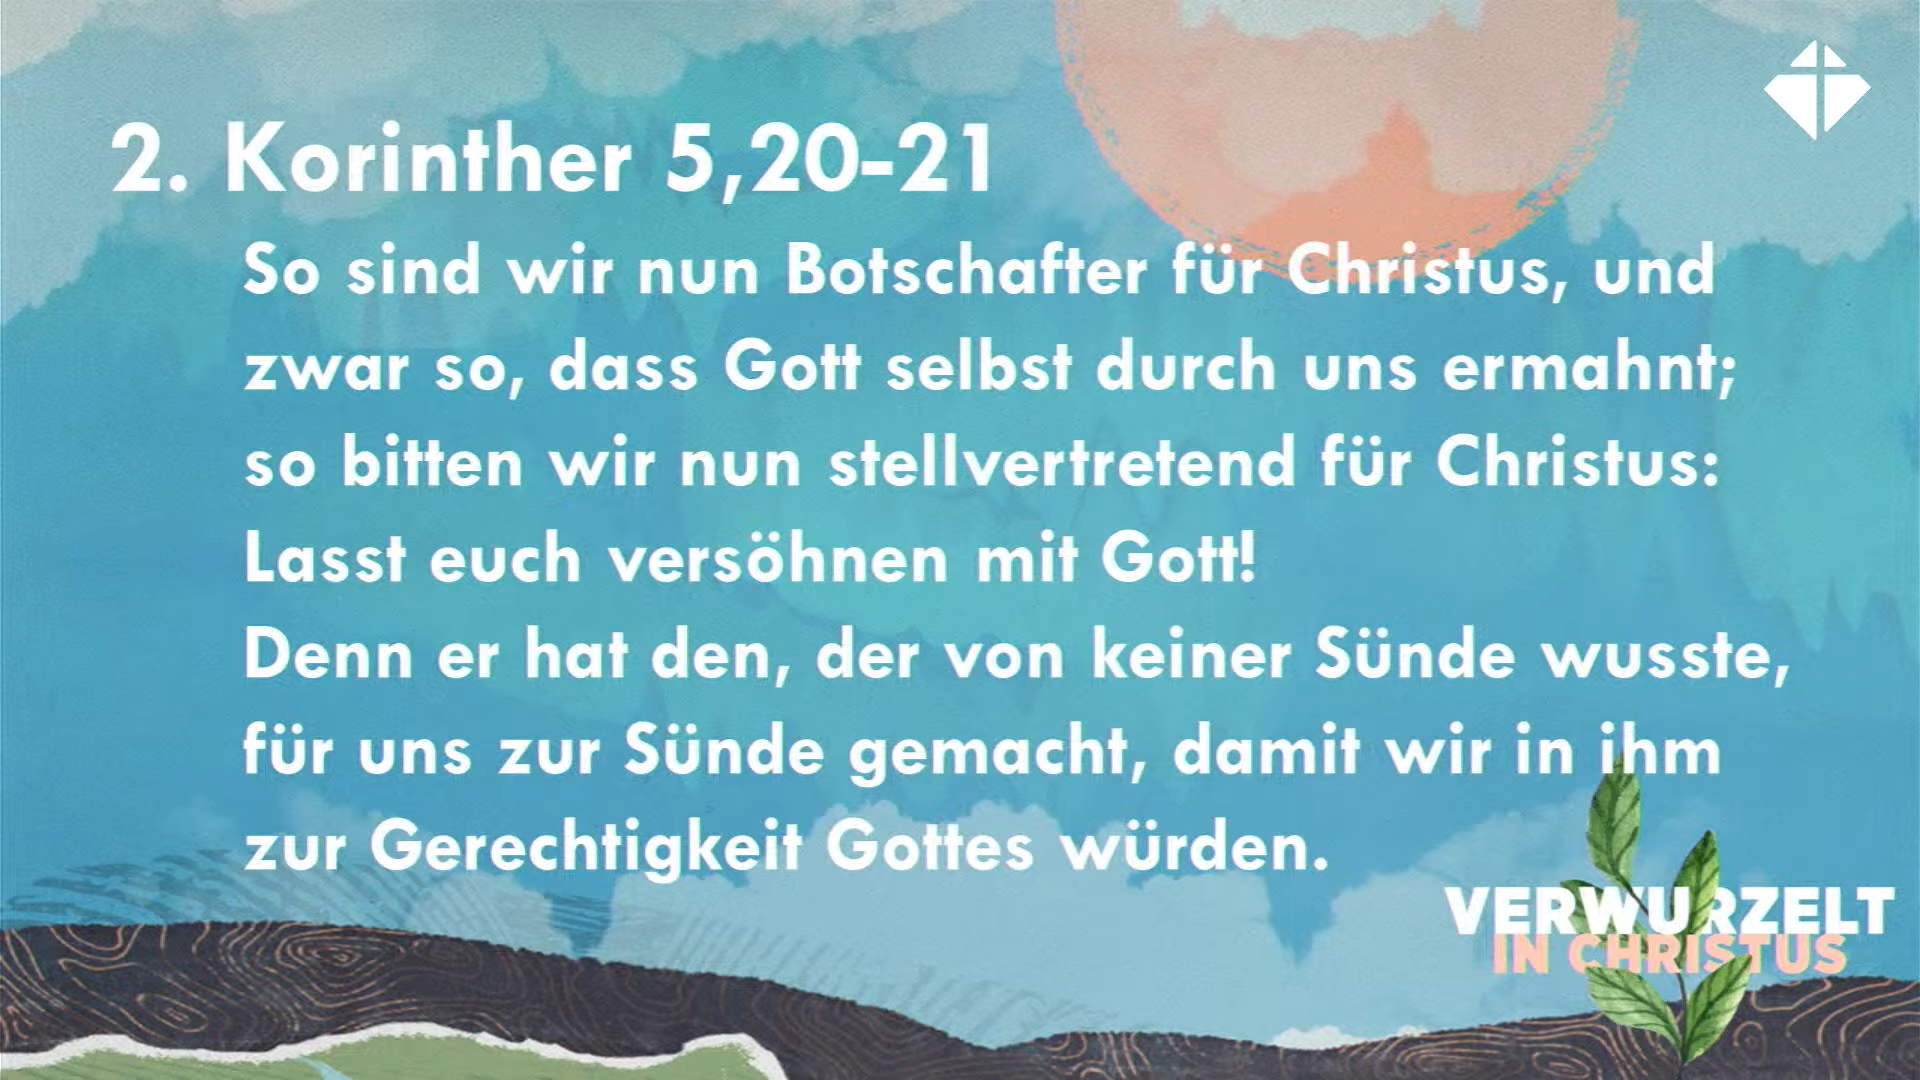 2. Korinther 5,20-21
So sind wir nun Botschafter für Christus, und
zwar so, dass Gott selbst durch uns ermahnt;
so bitten wir nun stellvertretend für Christus:
Lasst euch versöhnen mit Gott!
Denn er hat den, der von keiner Sünde wusste,
für uns zur Sünde gemacht, damit wir in ihm
zur Gerechtigkeit Gottes würden.
VERWURZELT
IN CHRISTUS